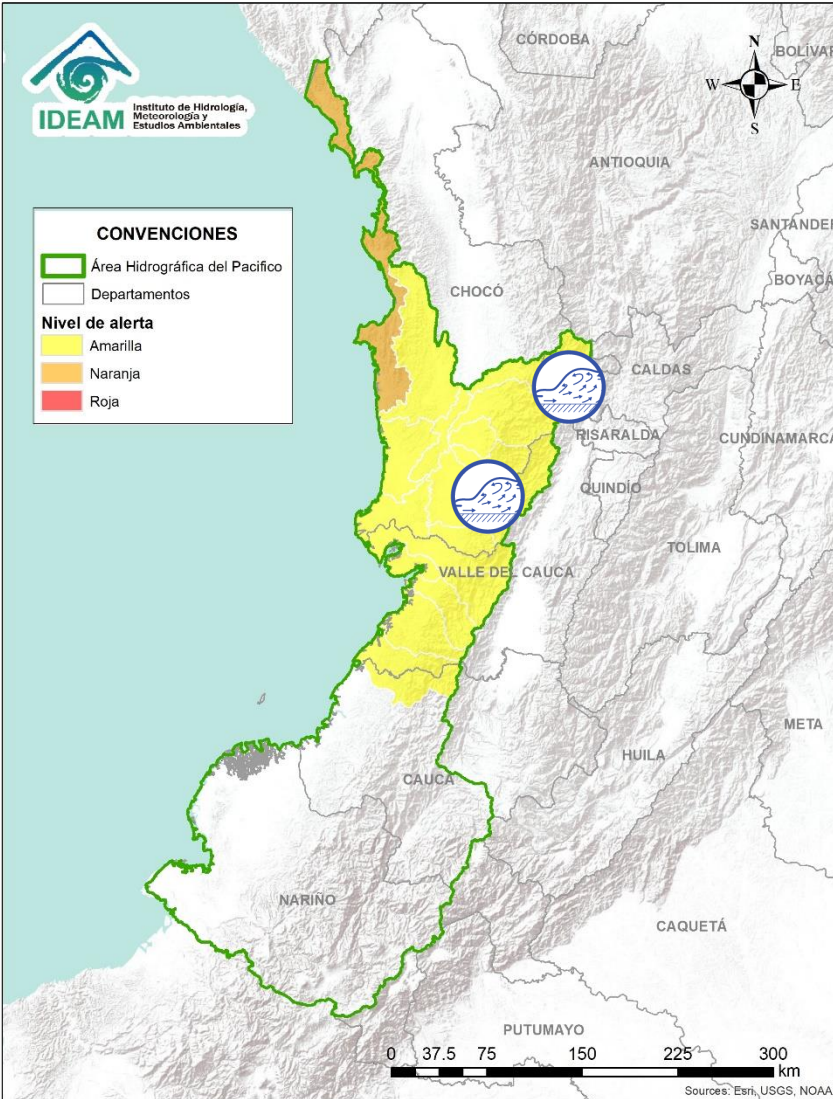 IDEAM
Instituto de Hidrología,
Meteorología y
Estudios Ambientales
CÓRDOBA
BOLÍVAR
N
W
E
S
ANTIOQUIA
SANTANDER
BOYACÁ
CONVENCIONES
Área Hidrográfica del Pacifico
Departamentos
Nivel de alerta
Amarilla
Naranja
Roja
CHOCÓ
CALDAS
RISARALDA
CUNDINAMARCA
QUINDÍO
TOLIMA
VALLE DEL CAUCA
META
HUILA
CAUCA
NARIÑO
CAQUETÁ
PUTUMAYO
0 37.5 75 150 225 300
km
Sources: Esri, USGS, NOAA